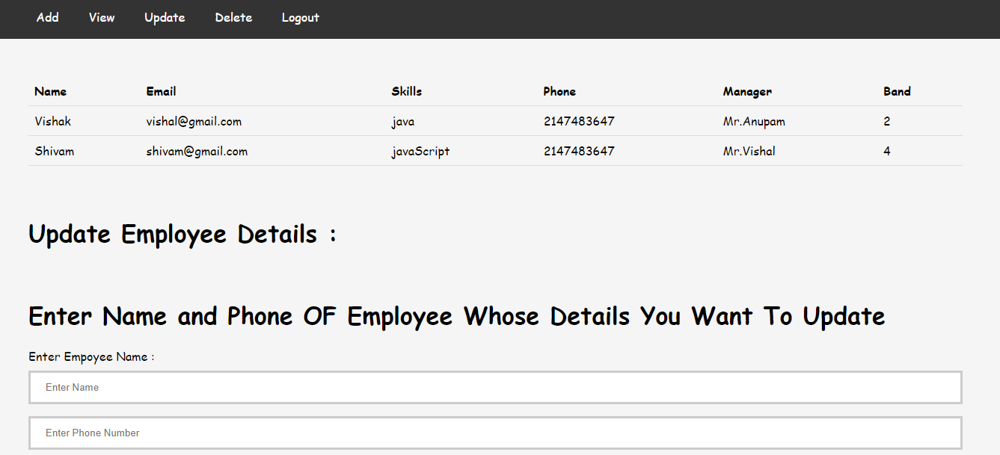 Add View Update Delete Logout
Name Email Skills Phone Manager Band
Vishak vishal@gmail.com java 2147483647 Mr.Anupam 2
Shivam shivam@gmail.com javaScript 2147483647 Mr.Vishal 4
Update Employee Details :
Enter Name and Phone OF Employee Whose Details You Want To Update
Enter Empoyee Name :
Enter Name
Enter Phone Number